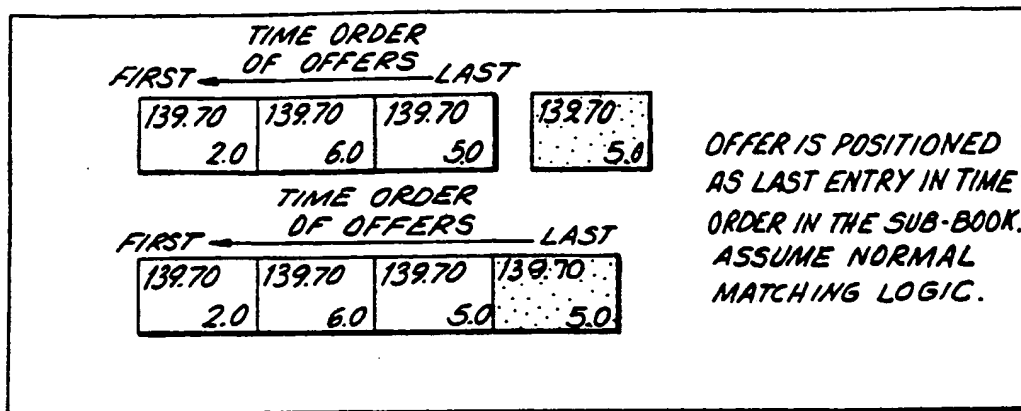 TIME ORDER
OF OFFERS
FIRST LAST
139.70 139.70 139.70 139.70
2.0 6.0 5.0 5.0
TIME ORDER
OF OFFERS
FIRST LAST
139.70 139.70 139.70 139.70
2.0 6.0 5.0 5.0
OFFER IS POSITIONED
AS LAST ENTRY IN TIME
ORDER IN THE SUB-BOOK.
ASSUME NORMAL
MATCHING LOGIC.